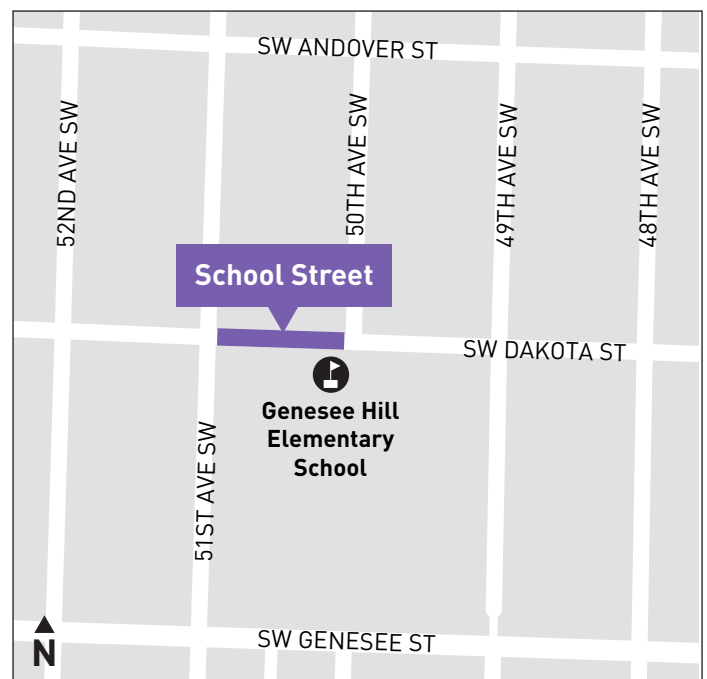 SW ANDOVER ST
52ND AVE SW
50TH AVE SW
49TH AVE SW
48TH AVE SW
School Street
SW DAKOTA ST
Genesee Hill
Elementary
School
51ST AVE SW
SW GENESEE ST
N